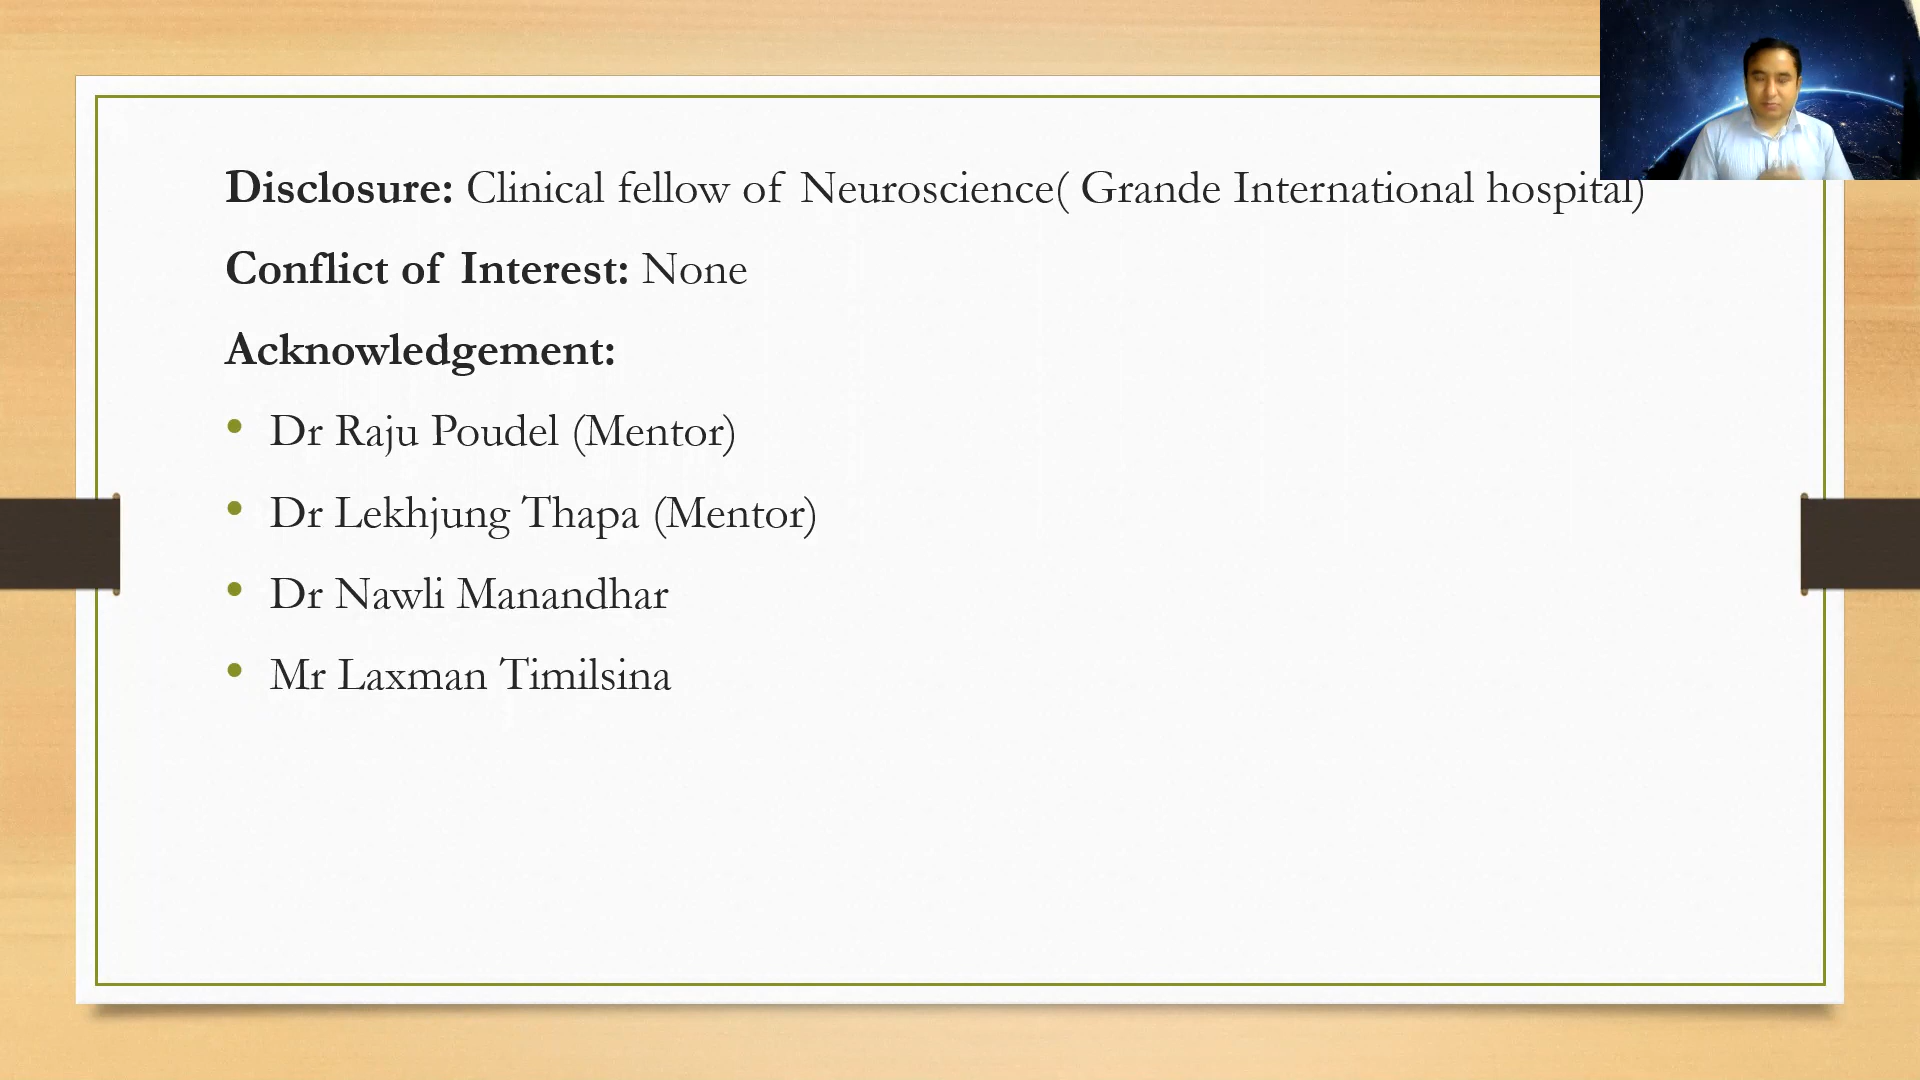 Disclosure: Clinical fellow of Neuroscience( Grande International hospital)
Conflict of Interest: None
Acknowledgement:
• Dr Raju Poudel (Mentor)
• Dr Lekhjung Thapa (Mentor)
• Dr Nawli Manandhar
• Mr Laxman Timilsina